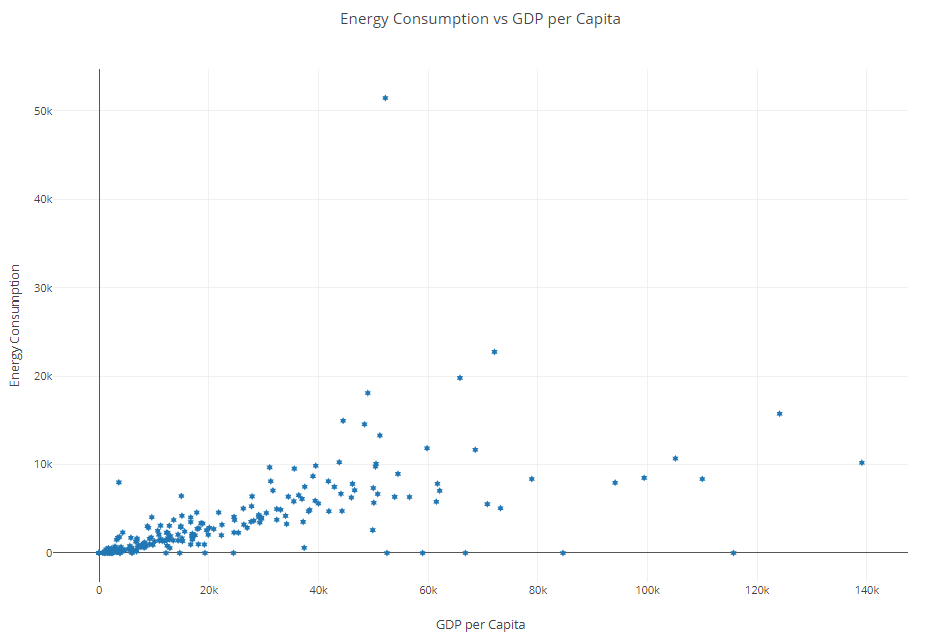 Energy Consumption vs GDP per Capita
50k
40k
30k
20k
10k
0
Energy Consumption
0
20k
40k
60k
80k
100k
120k
140k
GDP per Capita